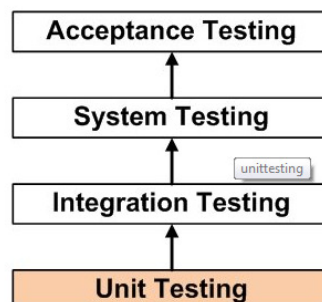 Acceptance Testing
System Testing
unittesting
Integration Testing
Unit Testing